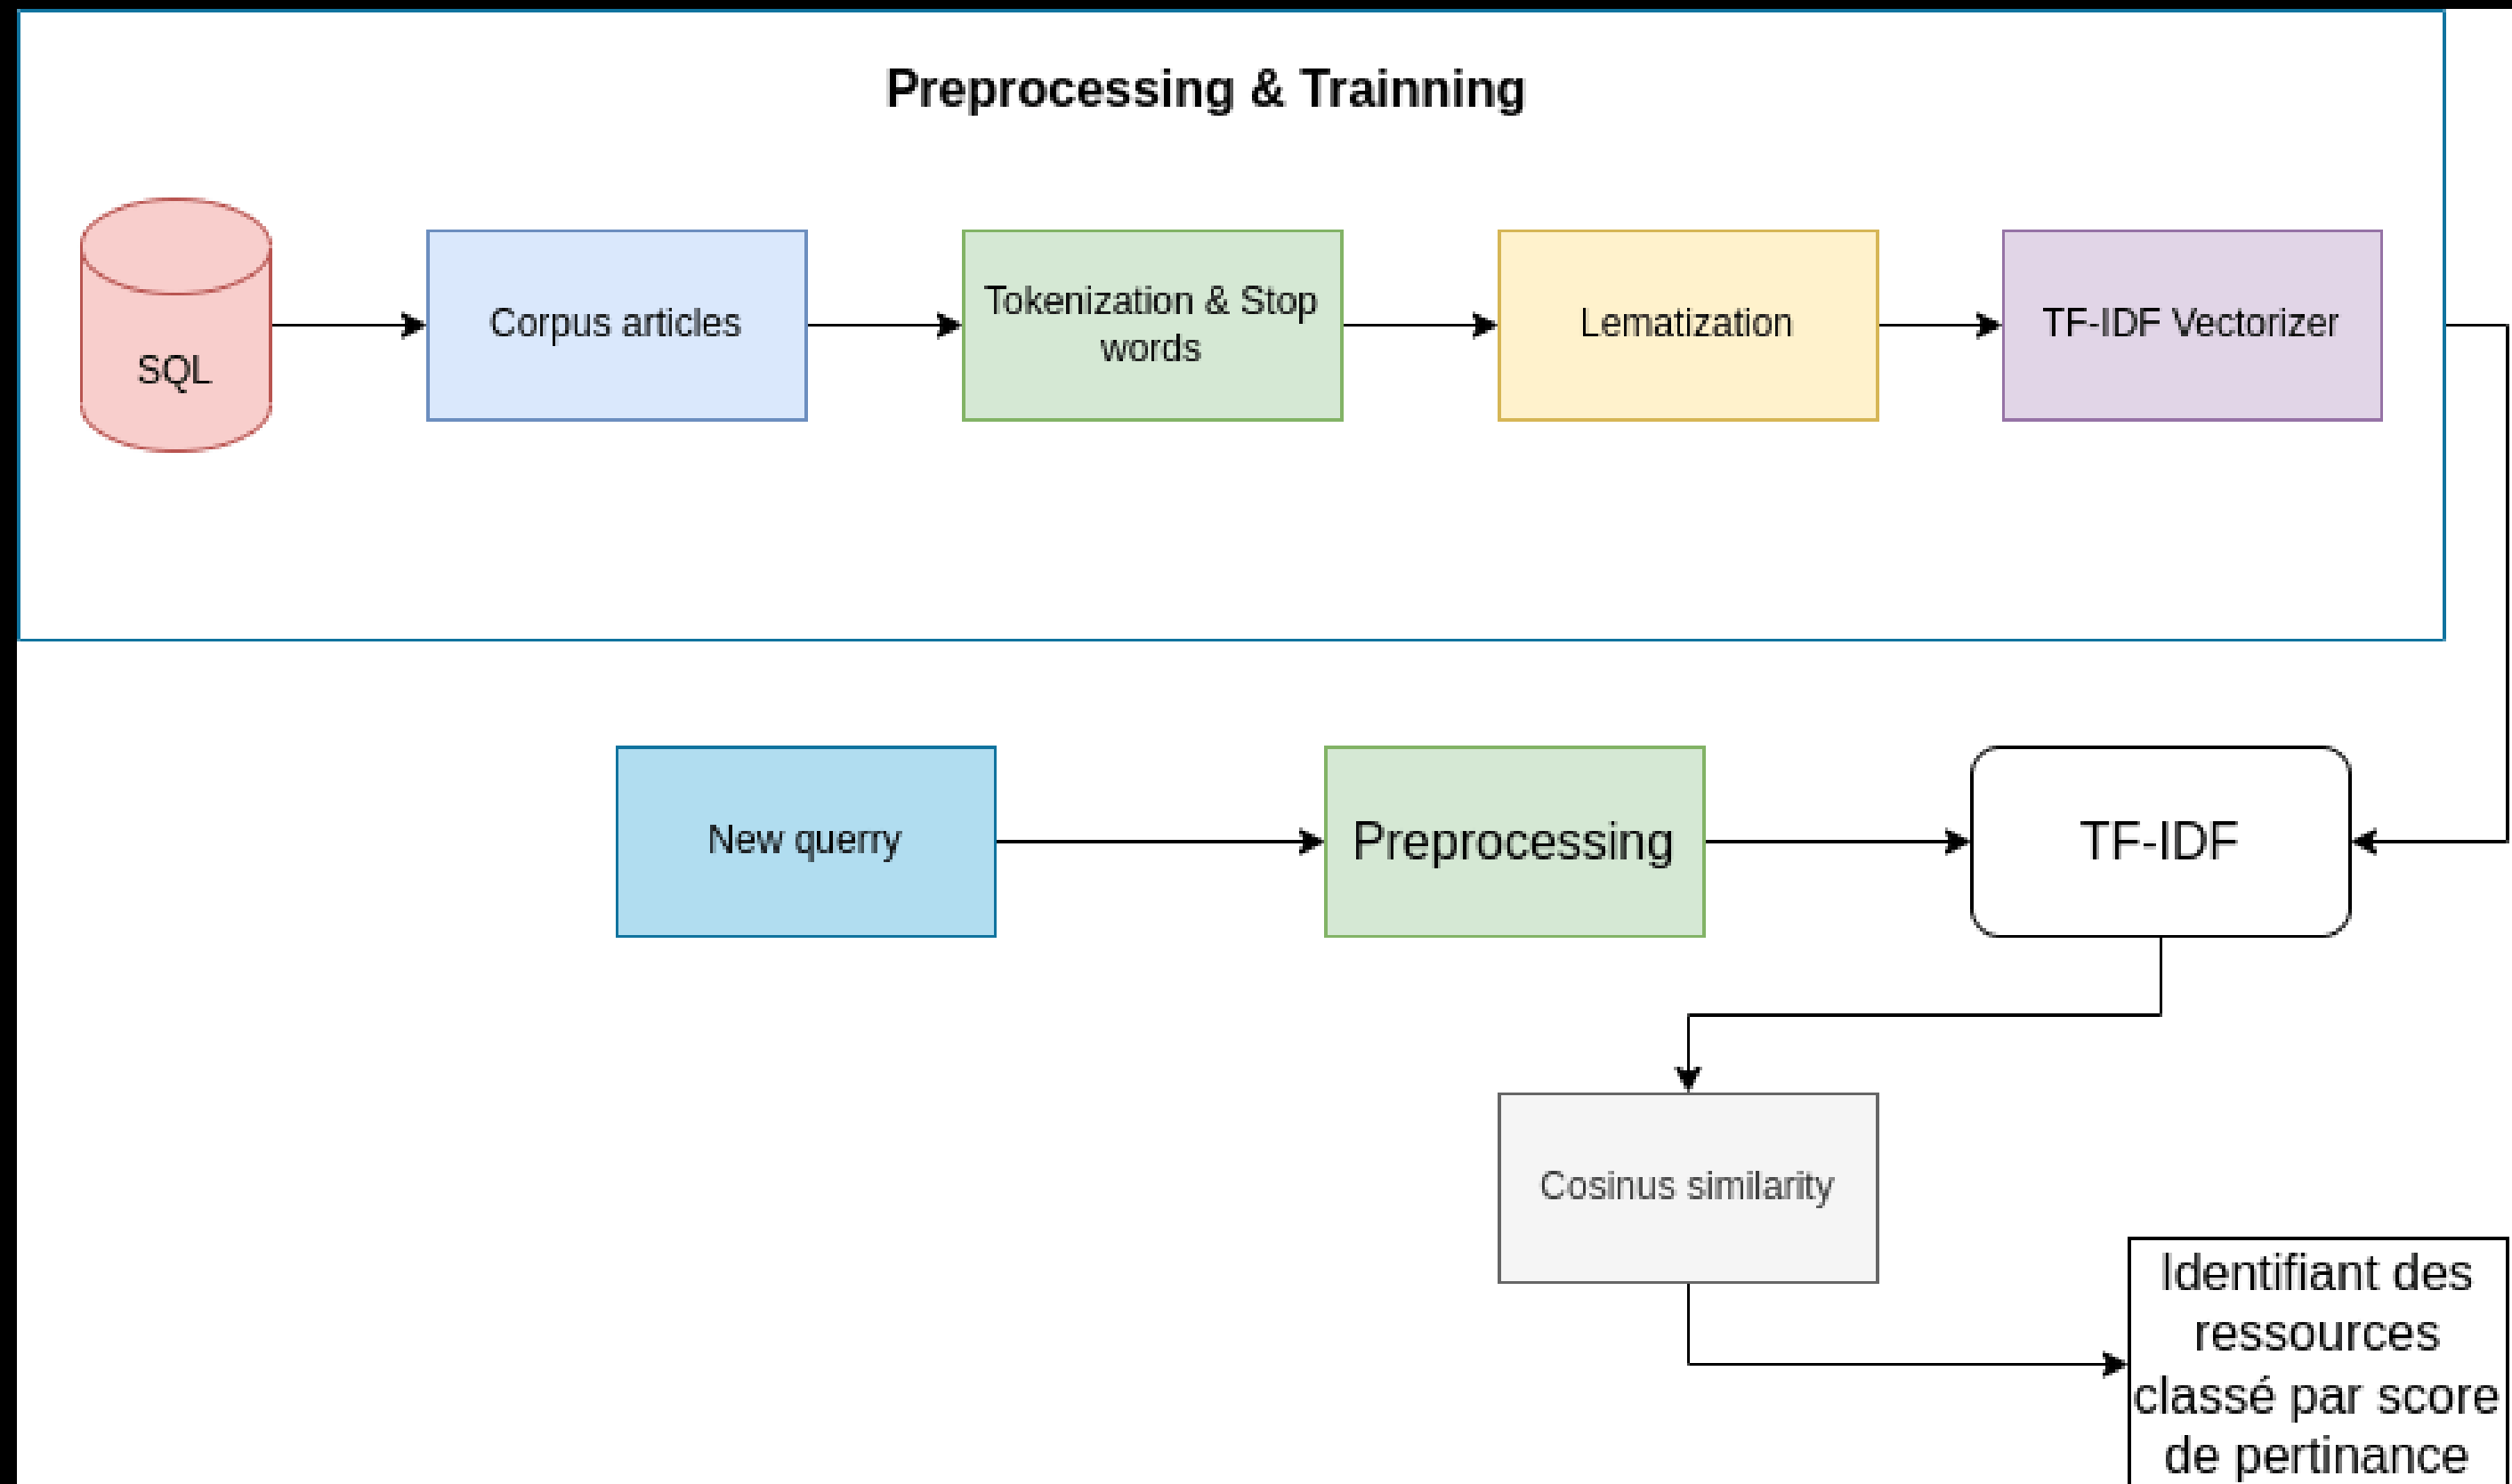 Preprocessing & Trainning
SQL
Corpus articles
Tokenization & Stop
words
Lematization
TF-IDF Vectorizer
New querry
Preprocessing
TF-IDF
Cosinus similarity
Identifiant des
ressources
classé par score
de pertinance